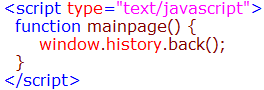 <script type="text/javascript">
function mainpage() {
window.history.back();
}
</script>